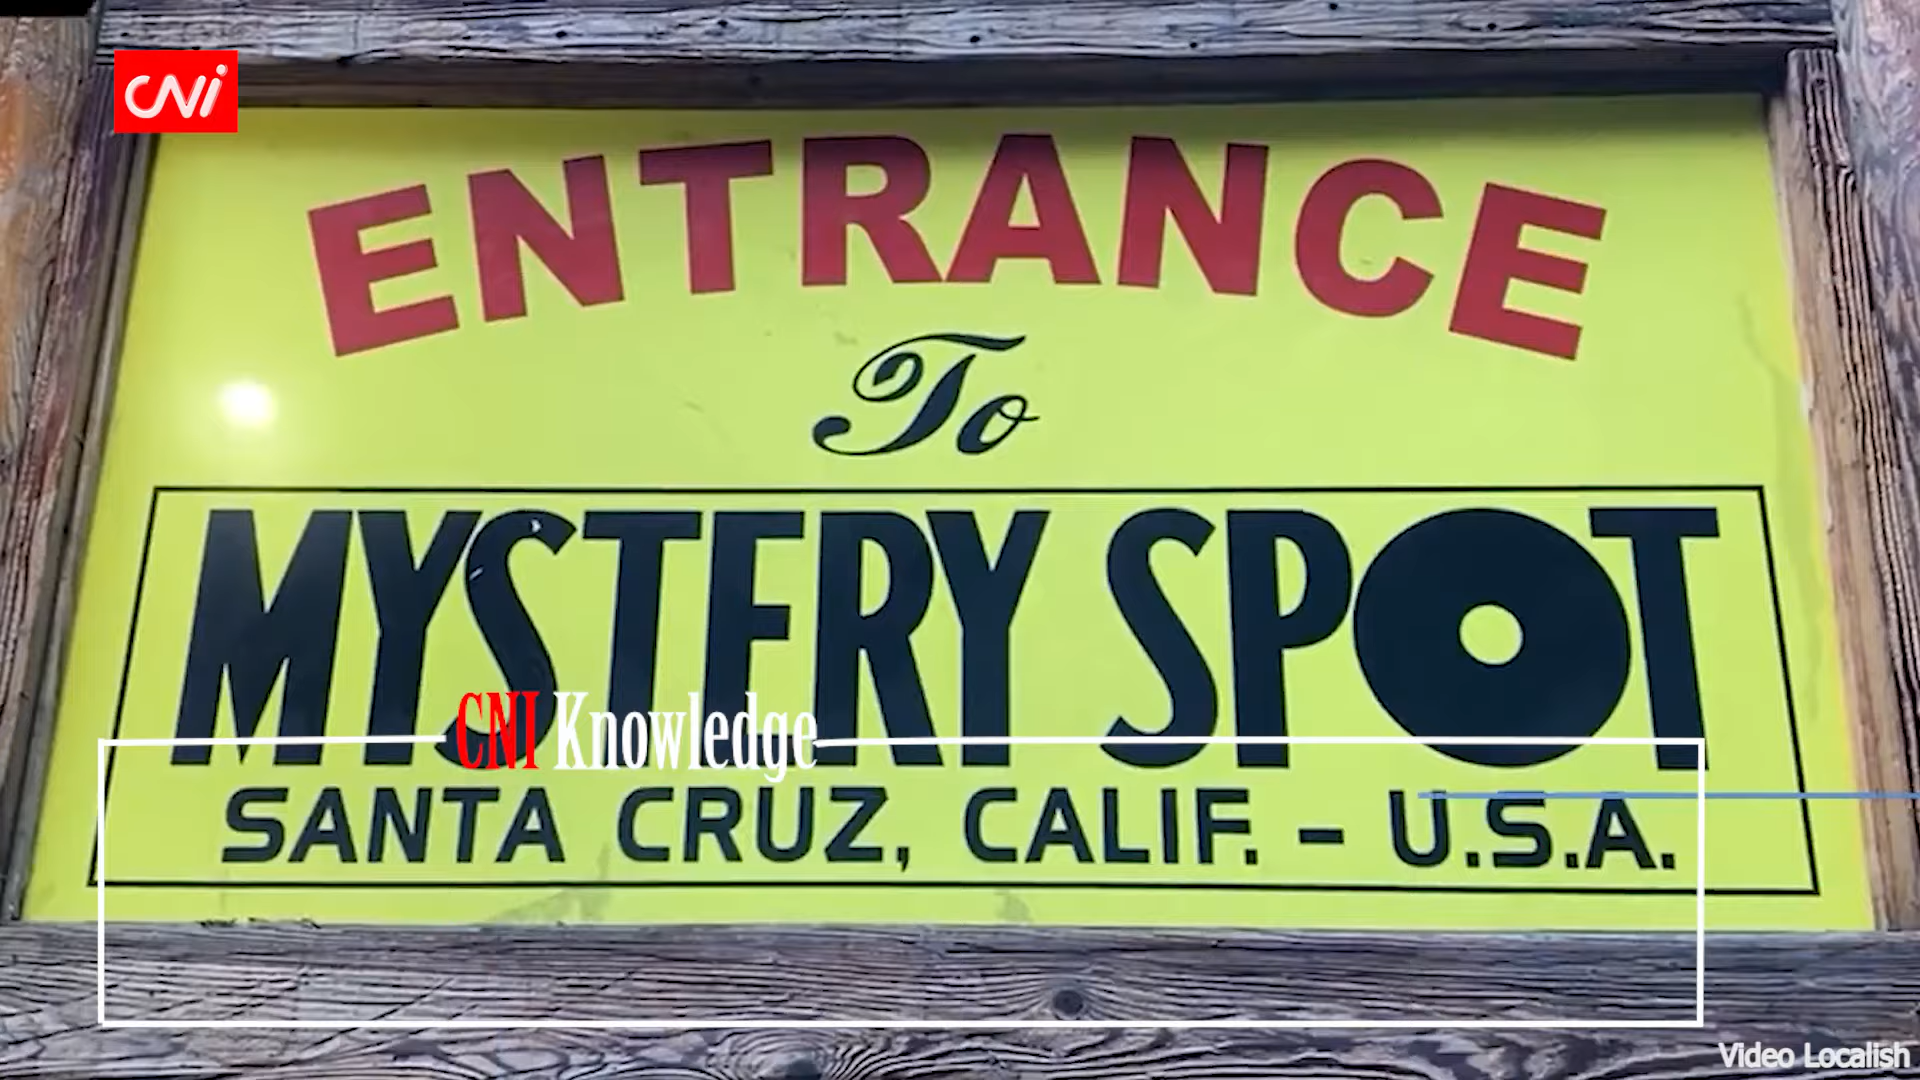 CNi
ENTRANCE
To
MYSTERY SPOT
CNI Knowledge
SANTA CRUZ, CALIF. - U.S.A.
Video Localish